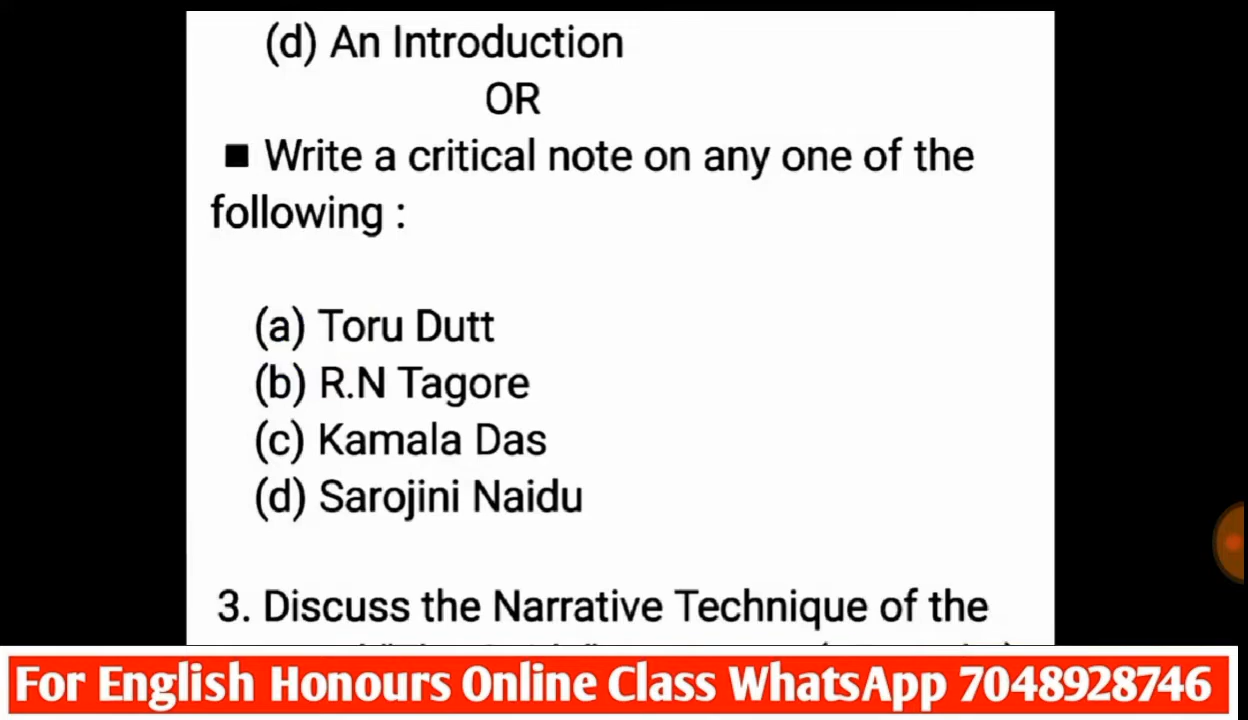 (d) An Introduction
OR
■ Write a critical note on any one of the
following :
(a) Toru Dutt
(b) R.N Tagore
(c) Kamala Das
(d) Sarojini Naidu
3. Discuss the Narrative Technique of the
For English Honours Online Class WhatsApp 7048928746